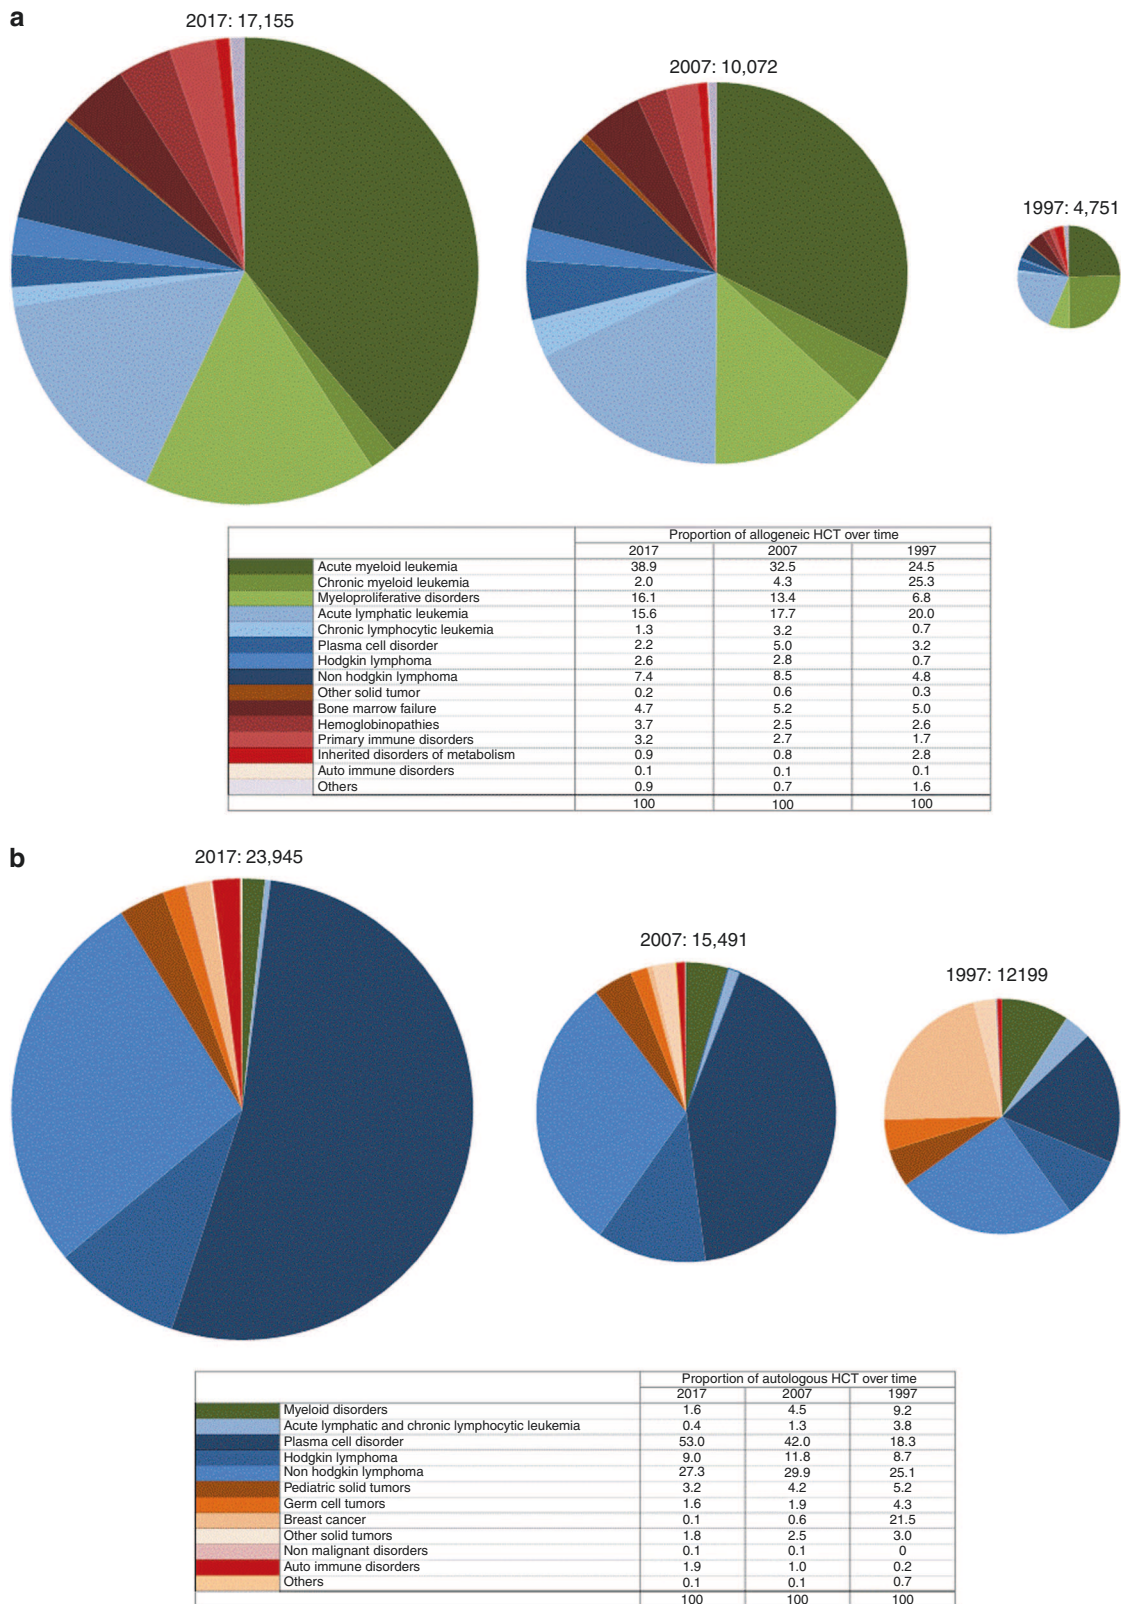 a
2017: 17,155
2007: 10,072
1997: 4,751
Proportion of allogeneic HCT over time
2017 2007 1997
Acute myeloid leukemia 38.9 32.5 24.5
Chronic myeloid leukemia 2.0 4.3 25.3
Myeloproliferative disorders 16.1 13.4 6.8
Acute lymphatic leukemia 15.6 17.7 20.0
Chronic lymphocytic leukemia 1.3 3.2 0.7
Plasma cell disorder 2.2 5.0 3.2
Hodgkin lymphoma 2.6 2.8 0.7
Non hodgkin lymphoma 7.4 8.5 4.8
Other solid tumor 0.2 0.6 0.3
Bone marrow failure 4.7 5.2 5.0
Hemoglobinopathies 3.7 2.5 2.6
Primary immune disorders 3.2 2.7 1.7
Inherited disorders of metabolism 0.9 0.8 2.8
Auto immune disorders 0.1 0.1 0.1
Others 0.9 0.7 1.6
100 100 100
b
2017: 23,945
2007: 15,491
1997: 12199
Proportion of autologous HCT over time
2017 2007 1997
Myeloid disorders 1.6 4.5 9.2
Acute lymphatic and chronic lymphocytic leukemia 0.4 1.3 3.8
Plasma cell disorder 53.0 42.0 18.3
Hodgkin lymphoma 9.0 11.8 8.7
Non hodgkin lymphoma 27.3 29.9 25.1
Pediatric solid tumors 3.2 4.2 5.2
Germ cell tumors 1.6 1.9 4.3
Breast cancer 0.1 0.6 21.5
Other solid tumors 1.8 2.5 3.0
Non malignant disorders 0.1 0.1 0
Auto immune disorders 1.9 1.0 0.2
Others 0.1 0.1 0.7
100 100 100